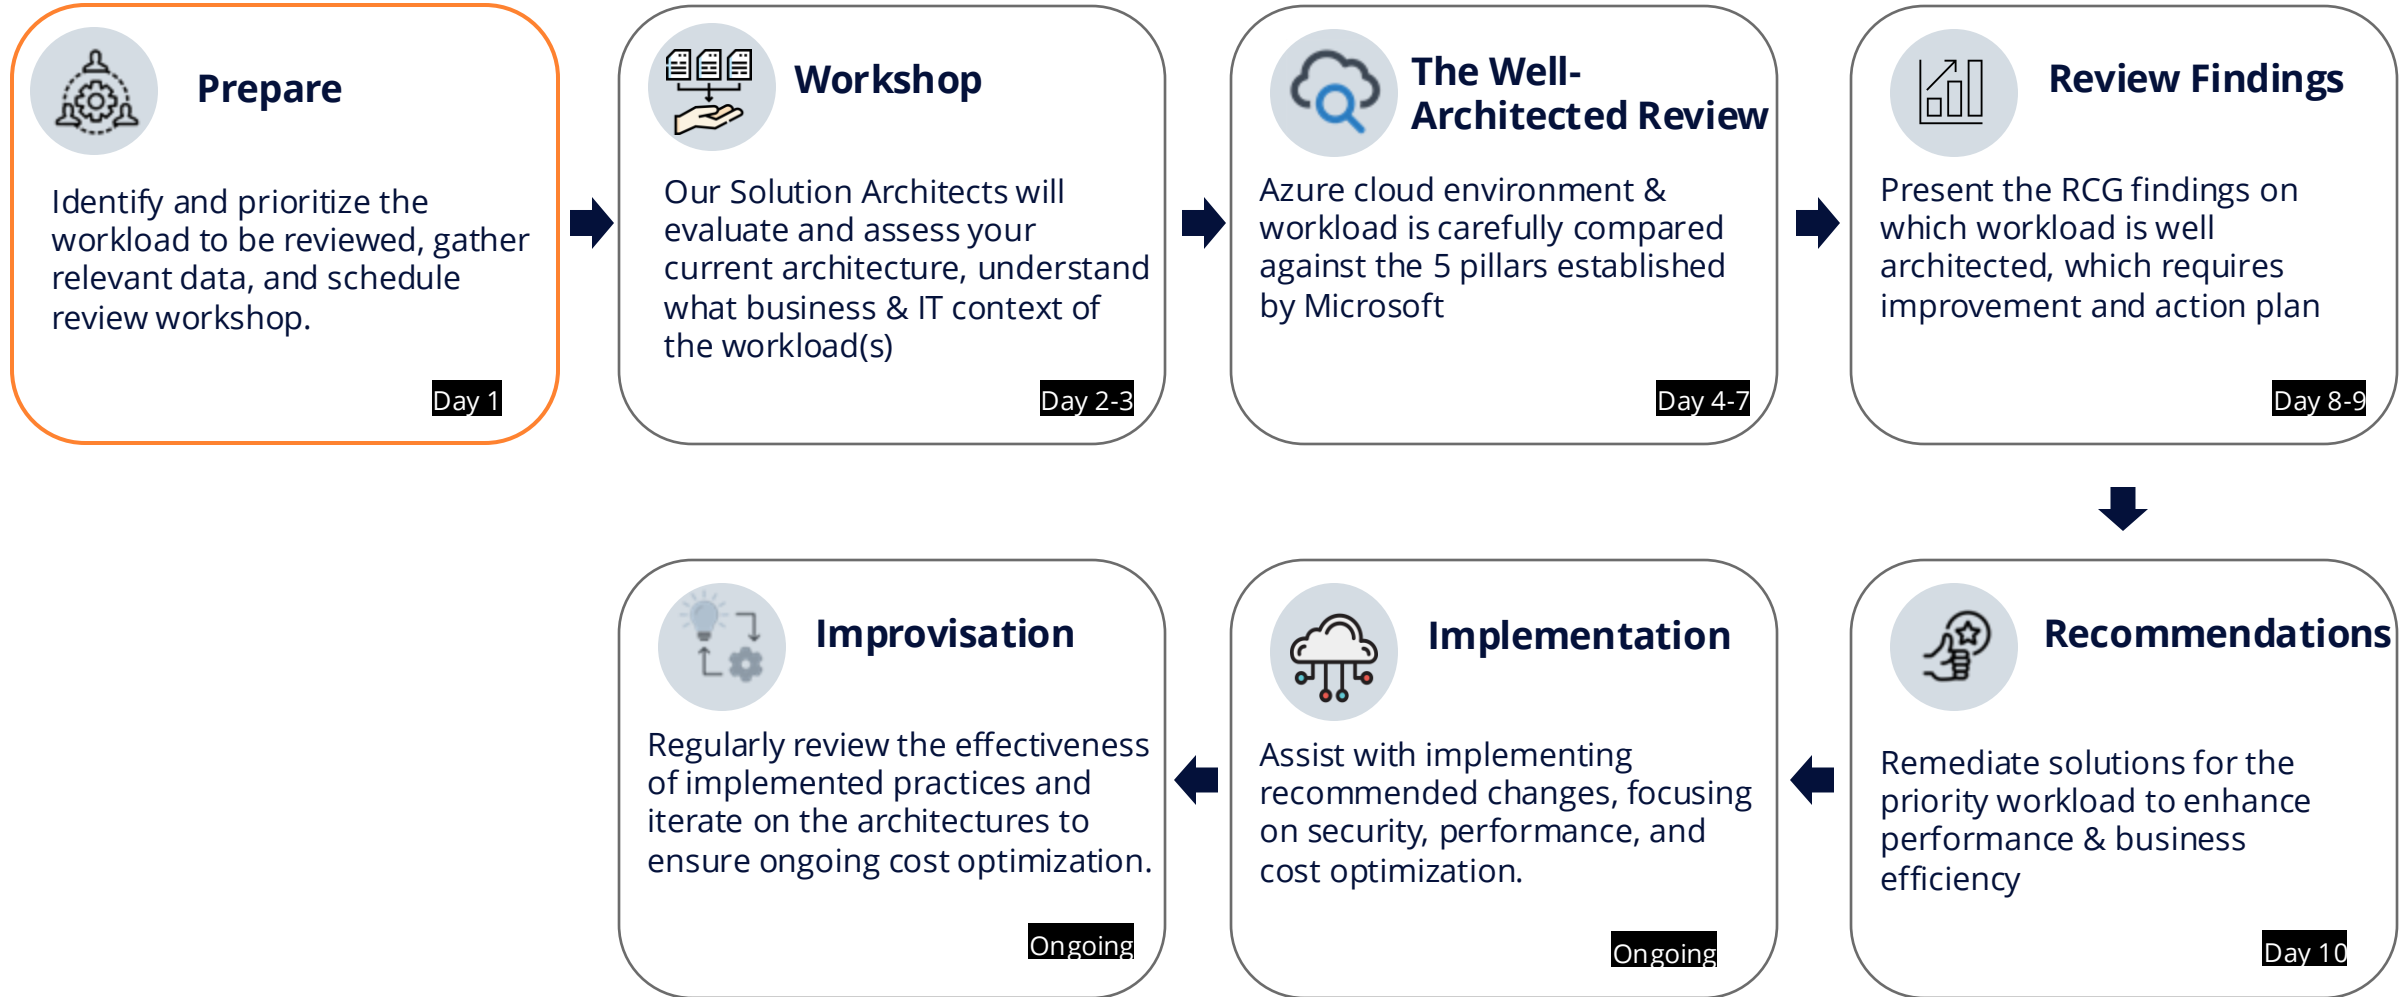 Prepare
Identify and prioritize the
workload to be reviewed, gather
relevant data, and schedule
review workshop.
Day 1
Workshop
Our Solution Architects will
evaluate and assess your
current architecture, understand
what business & IT context of
the workload(s)
Day 2-3
The Well-
Architected Review
Azure cloud environment &
workload is carefully compared
against the 5 pillars established
by Microsoft
Day 4-7
Review Findings
Present the RCG findings on
which workload is well
architected, which requires
improvement and action plan
Day 8-9
Recommendations
Remediate solutions for the
priority workload to enhance
performance & business
efficiency
Day 10
Implementation
Assist with implementing
recommended changes, focusing
on security, performance, and
cost optimization.
Ongoing
Improvisation
Regularly review the effectiveness
of implemented practices and
iterate on the architectures to
ensure ongoing cost optimization.
Ongoing